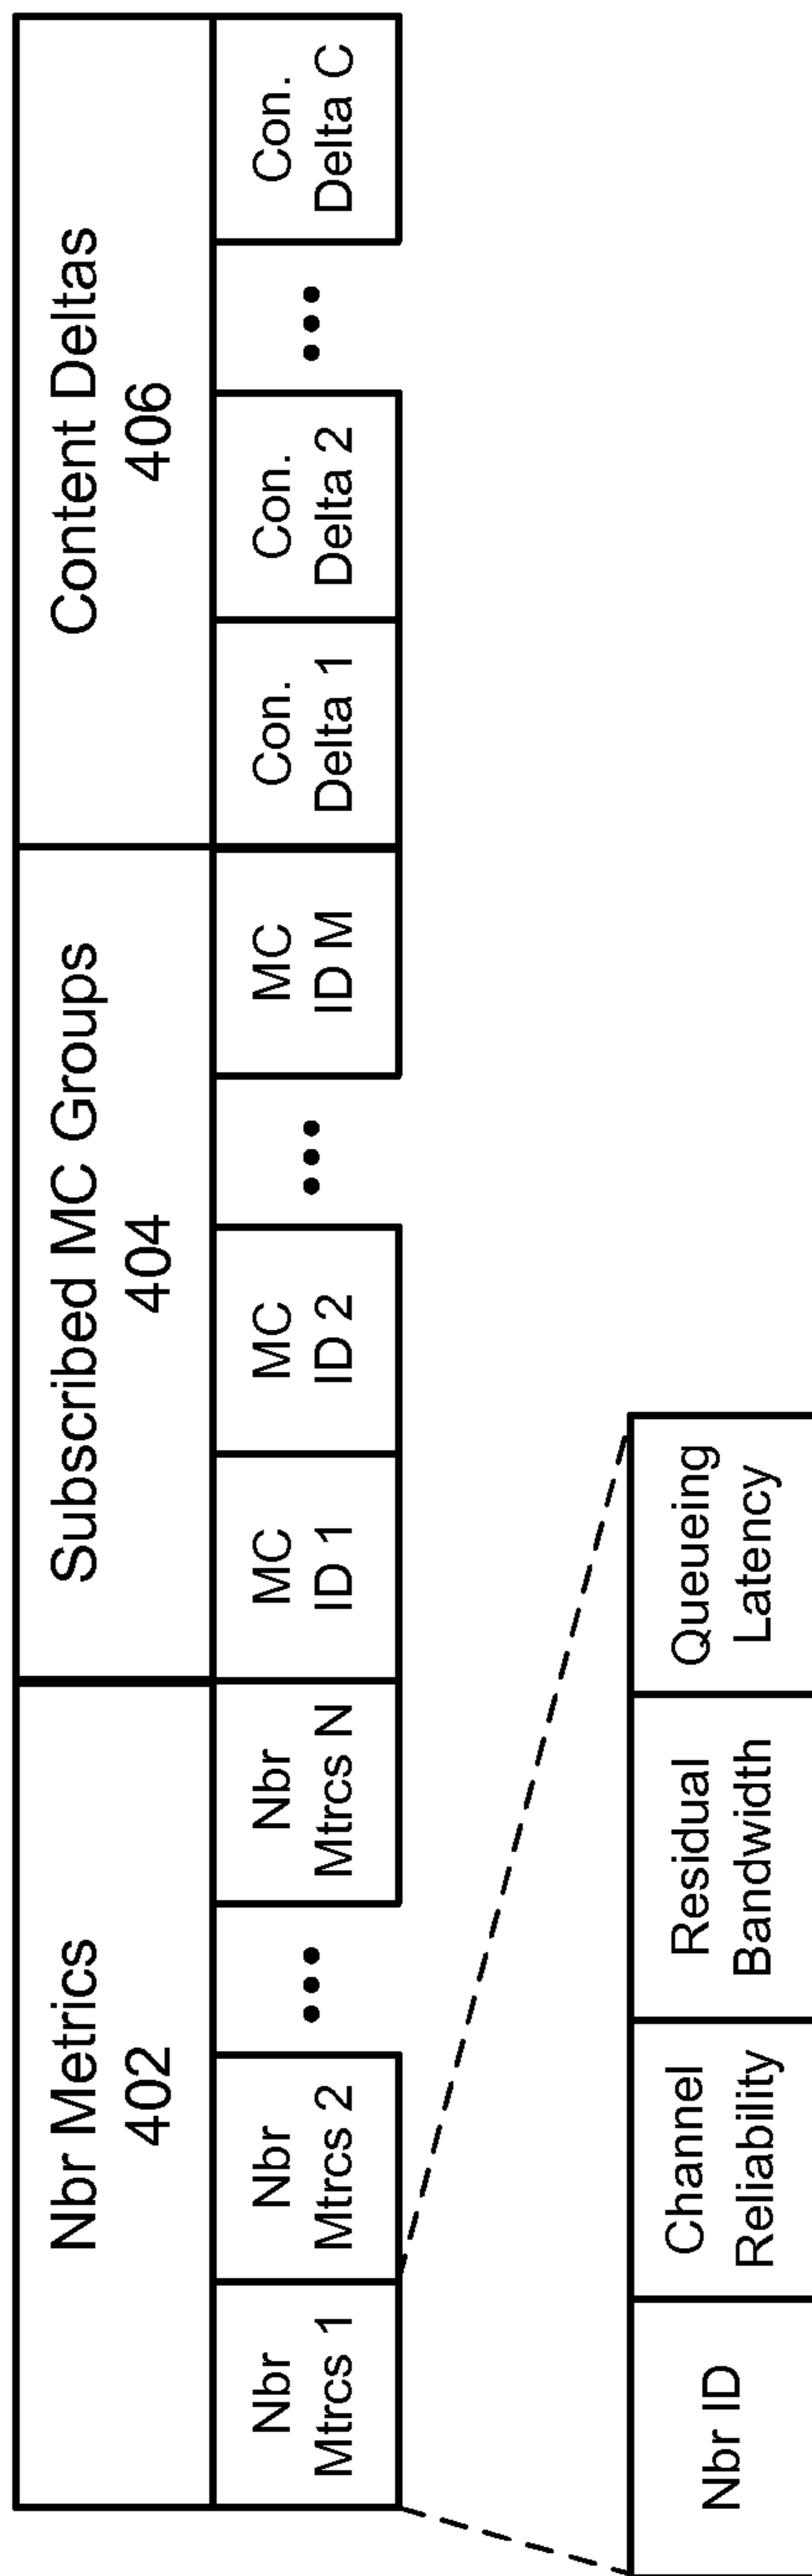 Nbr Metrics
402
Subscribed MC Groups
404
Content Deltas
406
Nbr
Mtrcs 1
Nbr
Mtrcs 2
•••
Nbr
Mtrcs N
MC
ID 1
MC
ID 2
•••
MC
ID M
Con.
Delta 1
Con.
Delta 2
•••
Con.
Delta C
Nbr ID
Channel
Reliability
Residual
Bandwidth
Queueing
Latency